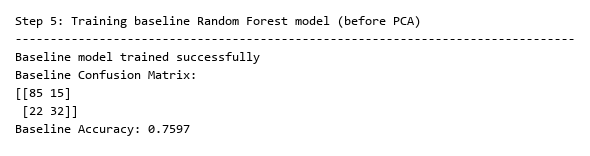 Step 5: Training baseline Random Forest model (before PCA)
--------------------------------------------------------------------------------
Baseline model trained successfully
Baseline Confusion Matrix:
[[85 15]
 [22 32]]
Baseline Accuracy: 0.7597